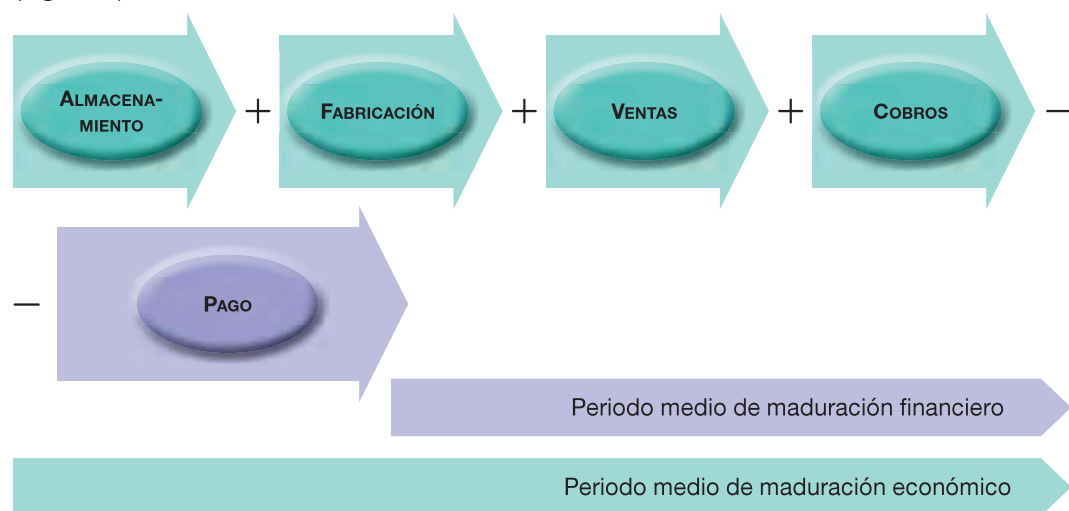 ALMACENA-
MIENTO
+
FABRICACIÓN
+
VENTAS
+
COBROS
–
–
PAGO
Periodo medio de maduración financiero
Periodo medio de maduración económico